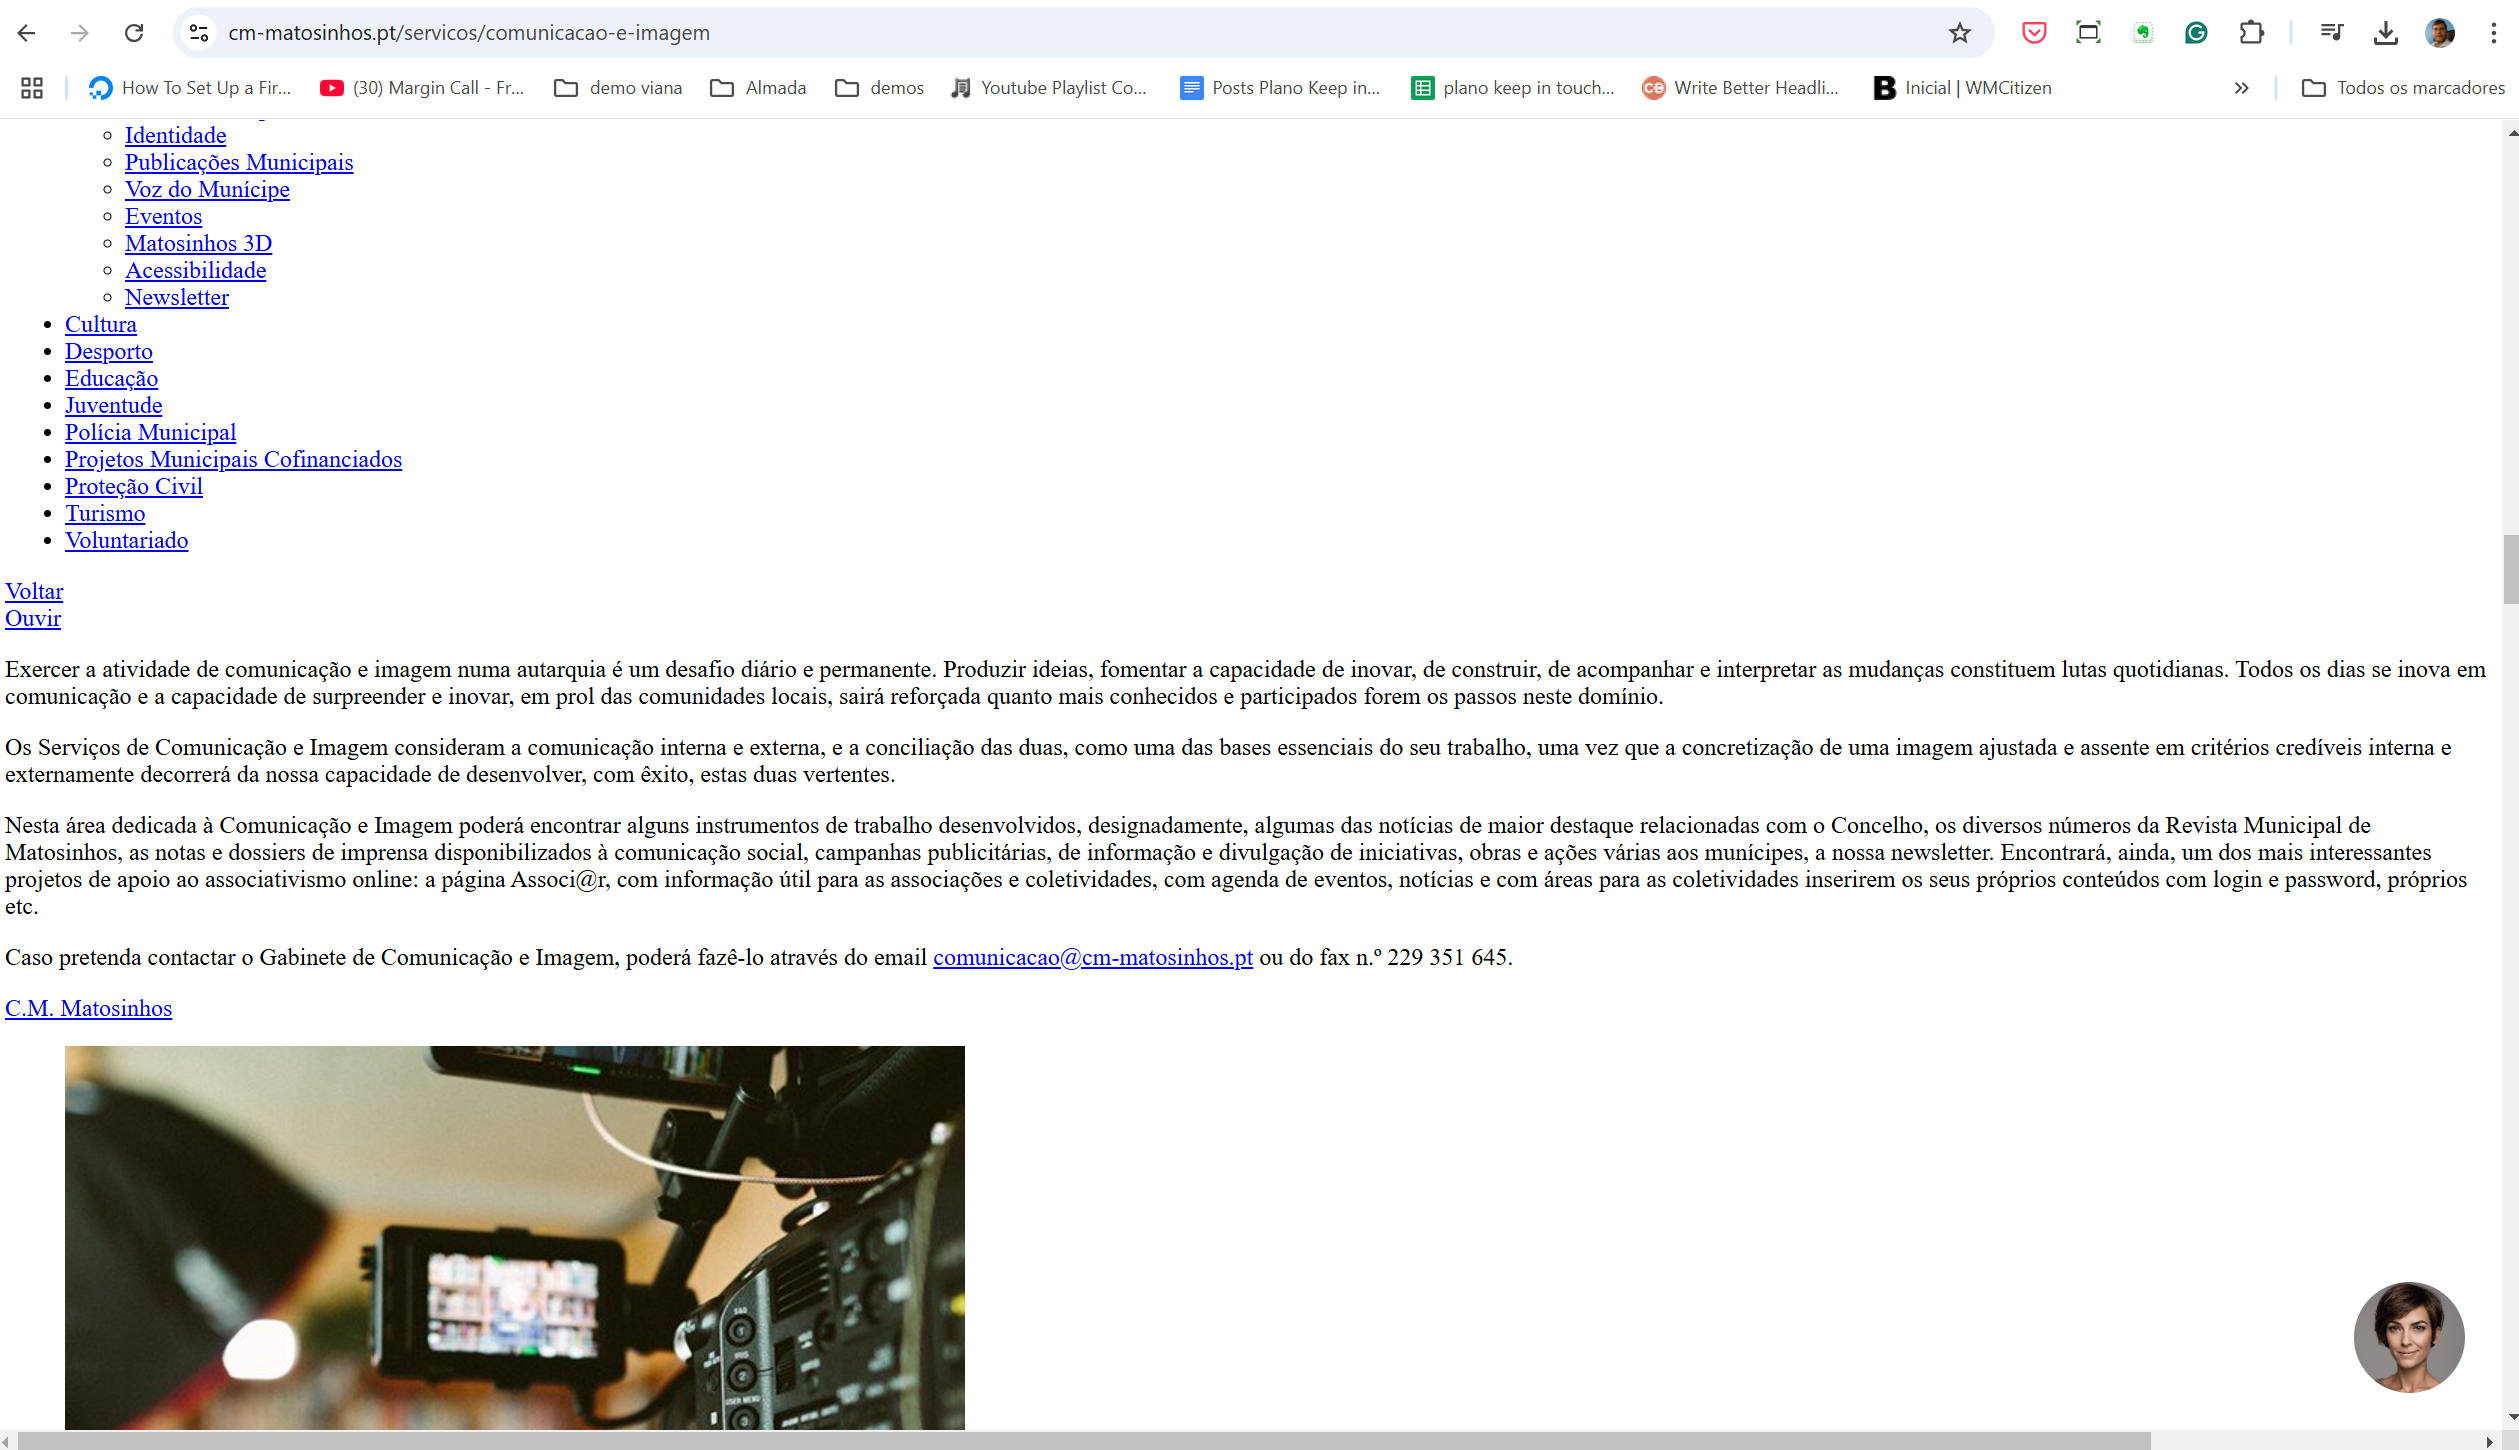 cm-matosinhos.pt/servicos/comunicacao-e-imagem
How To Set Up a Fir...
(30) Margin Call - Fr...
demo viana
Almada
demos
Youtube Playlist Co...
Posts Plano Keep in...
plano keep in touch...
Write Better Headli...
Inicial | WMCitizen
Todos os marcadores
Identidade
Publicações Municipais
Voz do Munícipe
Eventos
Matosinhos 3D
Acessibilidade
Newsletter
Cultura
Desporto
Educação
Juventude
Polícia Municipal
Projetos Municipais Cofinanciados
Proteção Civil
Turismo
Voluntariado
Voltar
Ouvir
Exercer a atividade de comunicação e imagem numa autarquia é um desafio diário e permanente. Produzir ideias, fomentar a capacidade de inovar, de construir, de acompanhar e interpretar as mudanças constituem lutas quotidianas. Todos os dias se inova em
comunicação e a capacidade de surpreender e inovar, em prol das comunidades locais, sairá reforçada quanto mais conhecidos e participados forem os passos neste domínio.
Os Serviços de Comunicação e Imagem consideram a comunicação interna e externa, e a conciliação das duas, como uma das bases essenciais do seu trabalho, uma vez que a concretização de uma imagem ajustada e assente em critérios credíveis interna e
externamente decorrerá da nossa capacidade de desenvolver, com êxito, estas duas vertentes.
Nesta área dedicada à Comunicação e Imagem poderá encontrar alguns instrumentos de trabalho desenvolvidos, designadamente, algumas das notícias de maior destaque relacionadas com o Concelho, os diversos números da Revista Municipal de
Matosinhos, as notas e dossiers de imprensa disponibilizados à comunicação social, campanhas publicitárias, de informação e divulgação de iniciativas, obras e ações várias aos munícipes, a nossa newsletter. Encontrará, ainda, um dos mais interessantes
projetos de apoio ao associativismo online: a página Associ@r, com informação útil para as associações e coletividades, com agenda de eventos, notícias e com áreas para as coletividades inserirem os seus próprios conteúdos com login e password, próprios
etc.
Caso pretenda contactar o Gabinete de Comunicação e Imagem, poderá fazê-lo através do email comunicacao@cm-matosinhos.pt ou do fax n.º 229 351 645.
C.M. Matosinhos